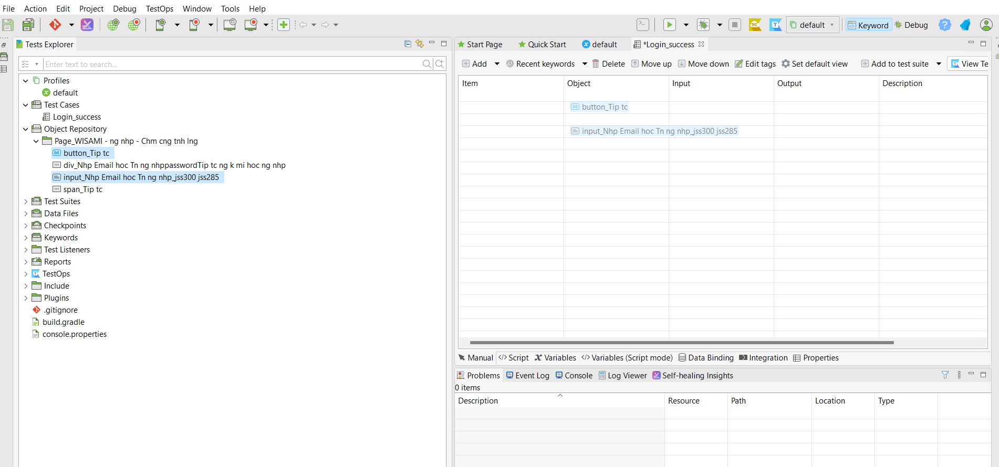 File Action Edit Project Debug TestOps Window Tools Help
default Keyword Debug
Tests Explorer
Enter text to search...
Profiles
default
Test Cases
Login_success
Object Repository
Page_WISAMI - ng nhp - Chm cng tnh lng
button_Tip tc
div_Nhp Email hoc Tn ng nhppasswordTip tc ng k mi hoc ng nhp
input_Nhp Email hoc Tn ng nhp_jss300 jss285
span_Tip tc
Test Suites
Data Files
Checkpoints
Keywords
Test Listeners
Reports
TestOps
Include
Plugins
.gitignore
build.gradle
console.properties
Start Page Quick Start default *Login_success
Add Recent keywords Delete Move up Move down Edit tags Set default view Add to test suite View Te
Item Object Input Output Description
button_Tip tc
input_Nhp Email hoc Tn ng nhp_jss300 jss285
Manual </> Script Variables </> Variables (Script mode) Data Binding Integration Properties
Problems Event Log Console Log Viewer Self-healing Insights
0 items
Description Resource Path Location Type